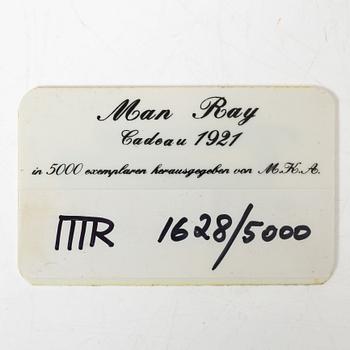 Man Ray
Cadeau 1921
in 5000 exemplaren herausgegeben von M.K.A.
MR 1628/5000